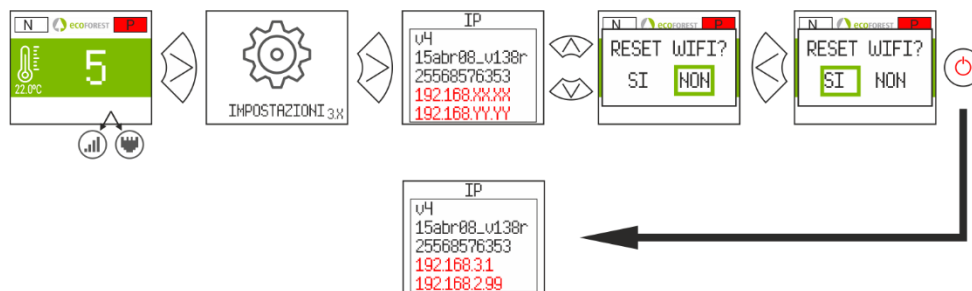 N ecoforest P
5
22.0ºC
IMPOSTAZIONI 3.X
IP
v4
15abr08_v138r
25568576353
192.168.XX.XX
192.168.YY.YY
N ecoforest P
RESET WIFI?
SI NON
N ecoforest P
RESET WIFI?
SI NON
IP
v4
15abr08_v138r
25568576353
192.168.3.1
192.168.2.99